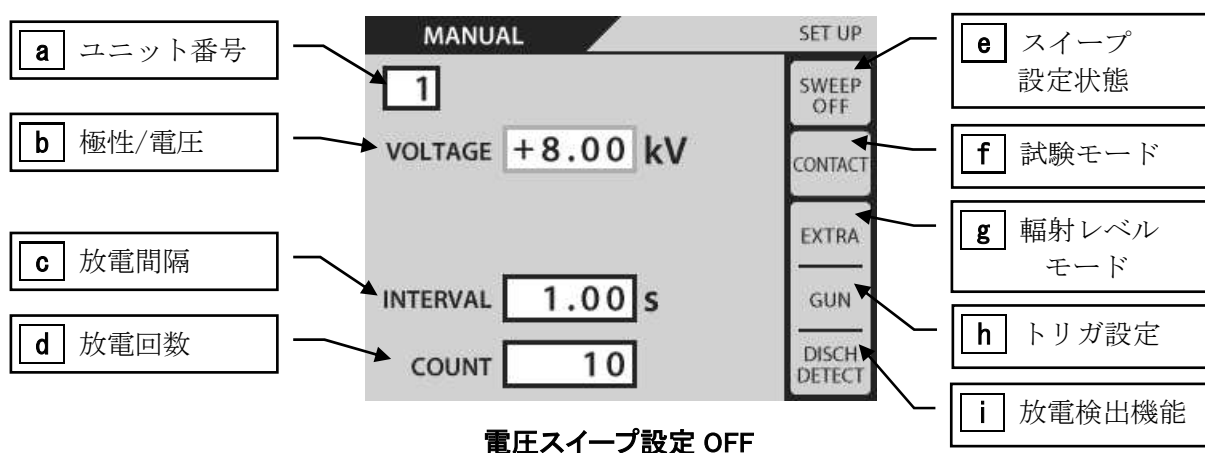 a ユニット番号
b 極性/電圧
c 放電間隔
d 放電回数
MANUAL
SET UP
1
VOLTAGE +8.00 kV
INTERVAL 1.00 s
COUNT 10
SWEEP
OFF
CONTACT
EXTRA
GUN
DISCH
DETECT
e スイープ
設定状態
f 試験モード
g 輻射レベル
モード
h トリガ設定
i 放電検出機能
電圧スイープ設定 OFF